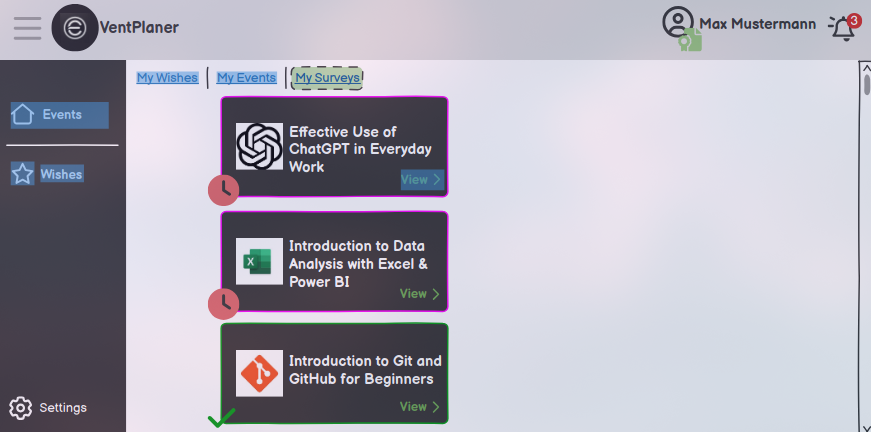 VentPlaner
Max Mustermann
3
My Wishes
My Events
My Surveys
Events
Wishes
Effective Use of
ChatGPT in Everyday
Work
View
Introduction to Data
Analysis with Excel &
Power BI
View
Introduction to Git and
GitHub for Beginners
View
Settings